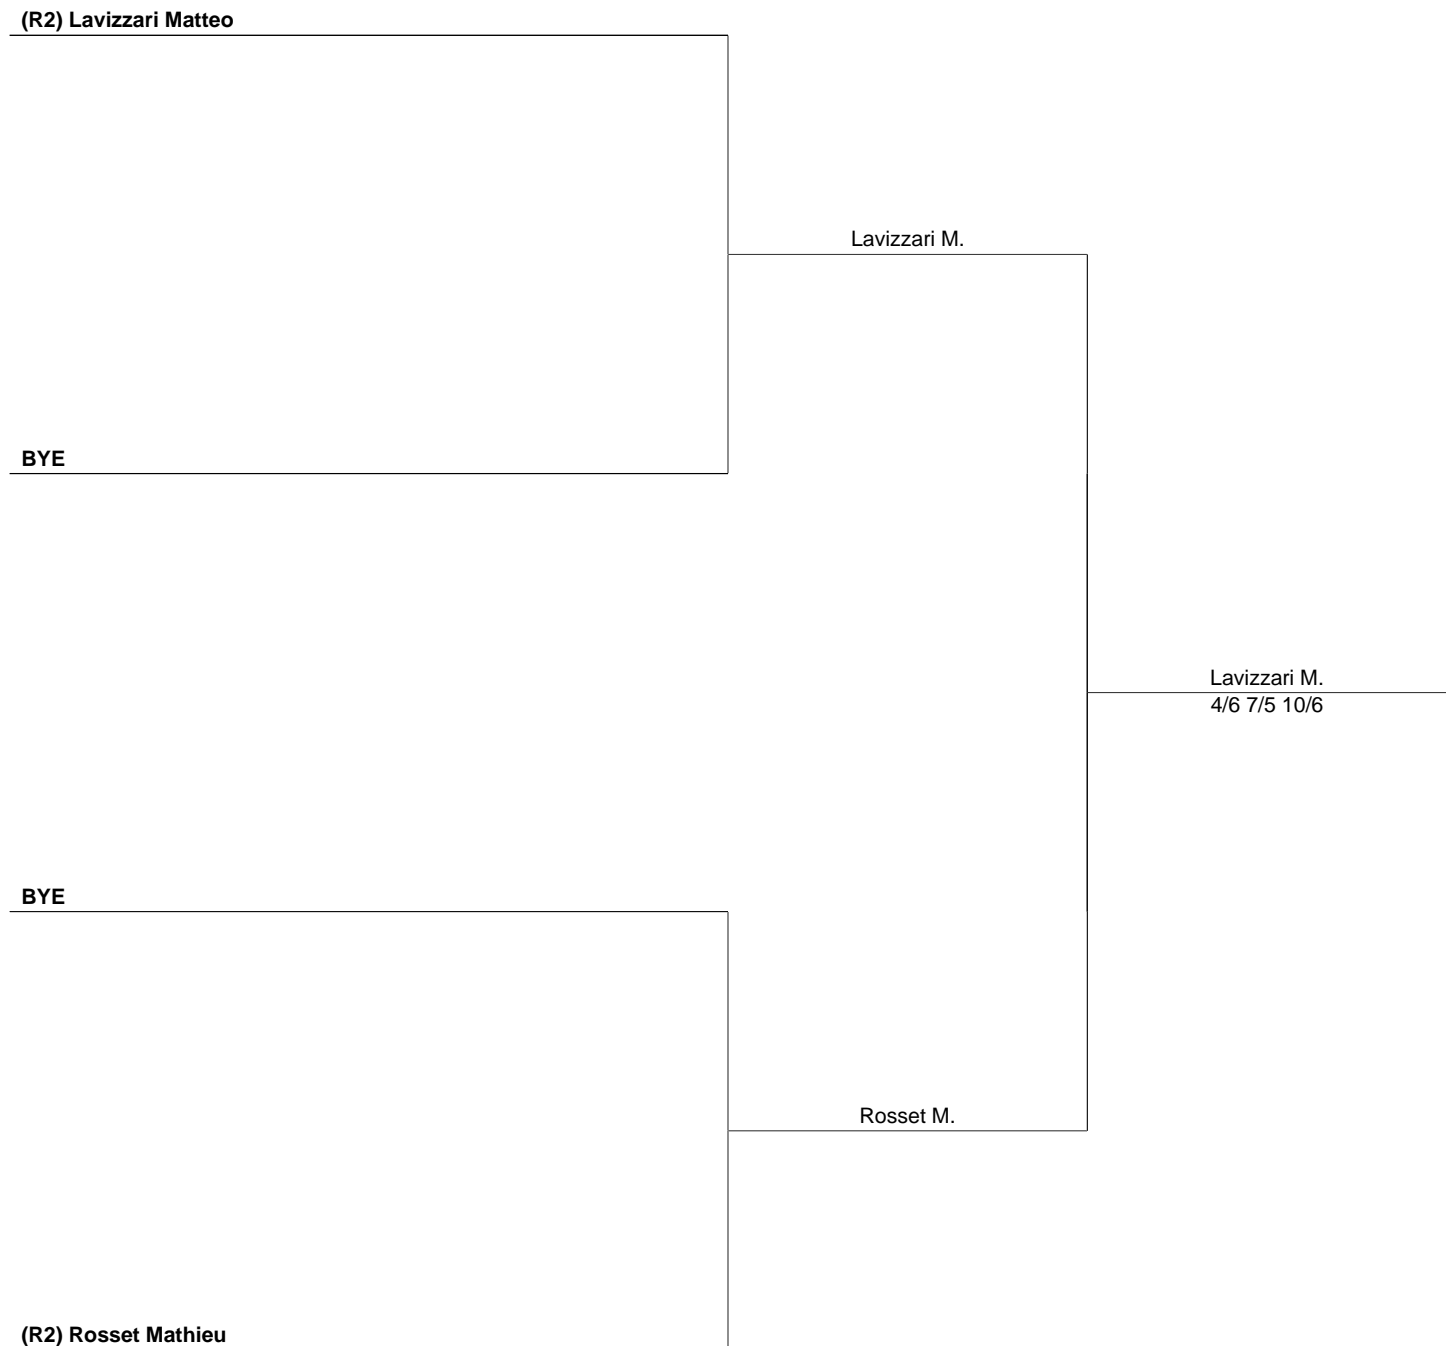 (R2) Lavizzari Matteo
Lavizzari M.
BYE
Lavizzari M.
4/6 7/5 10/6
BYE
Rosset M.
(R2) Rosset Mathieu